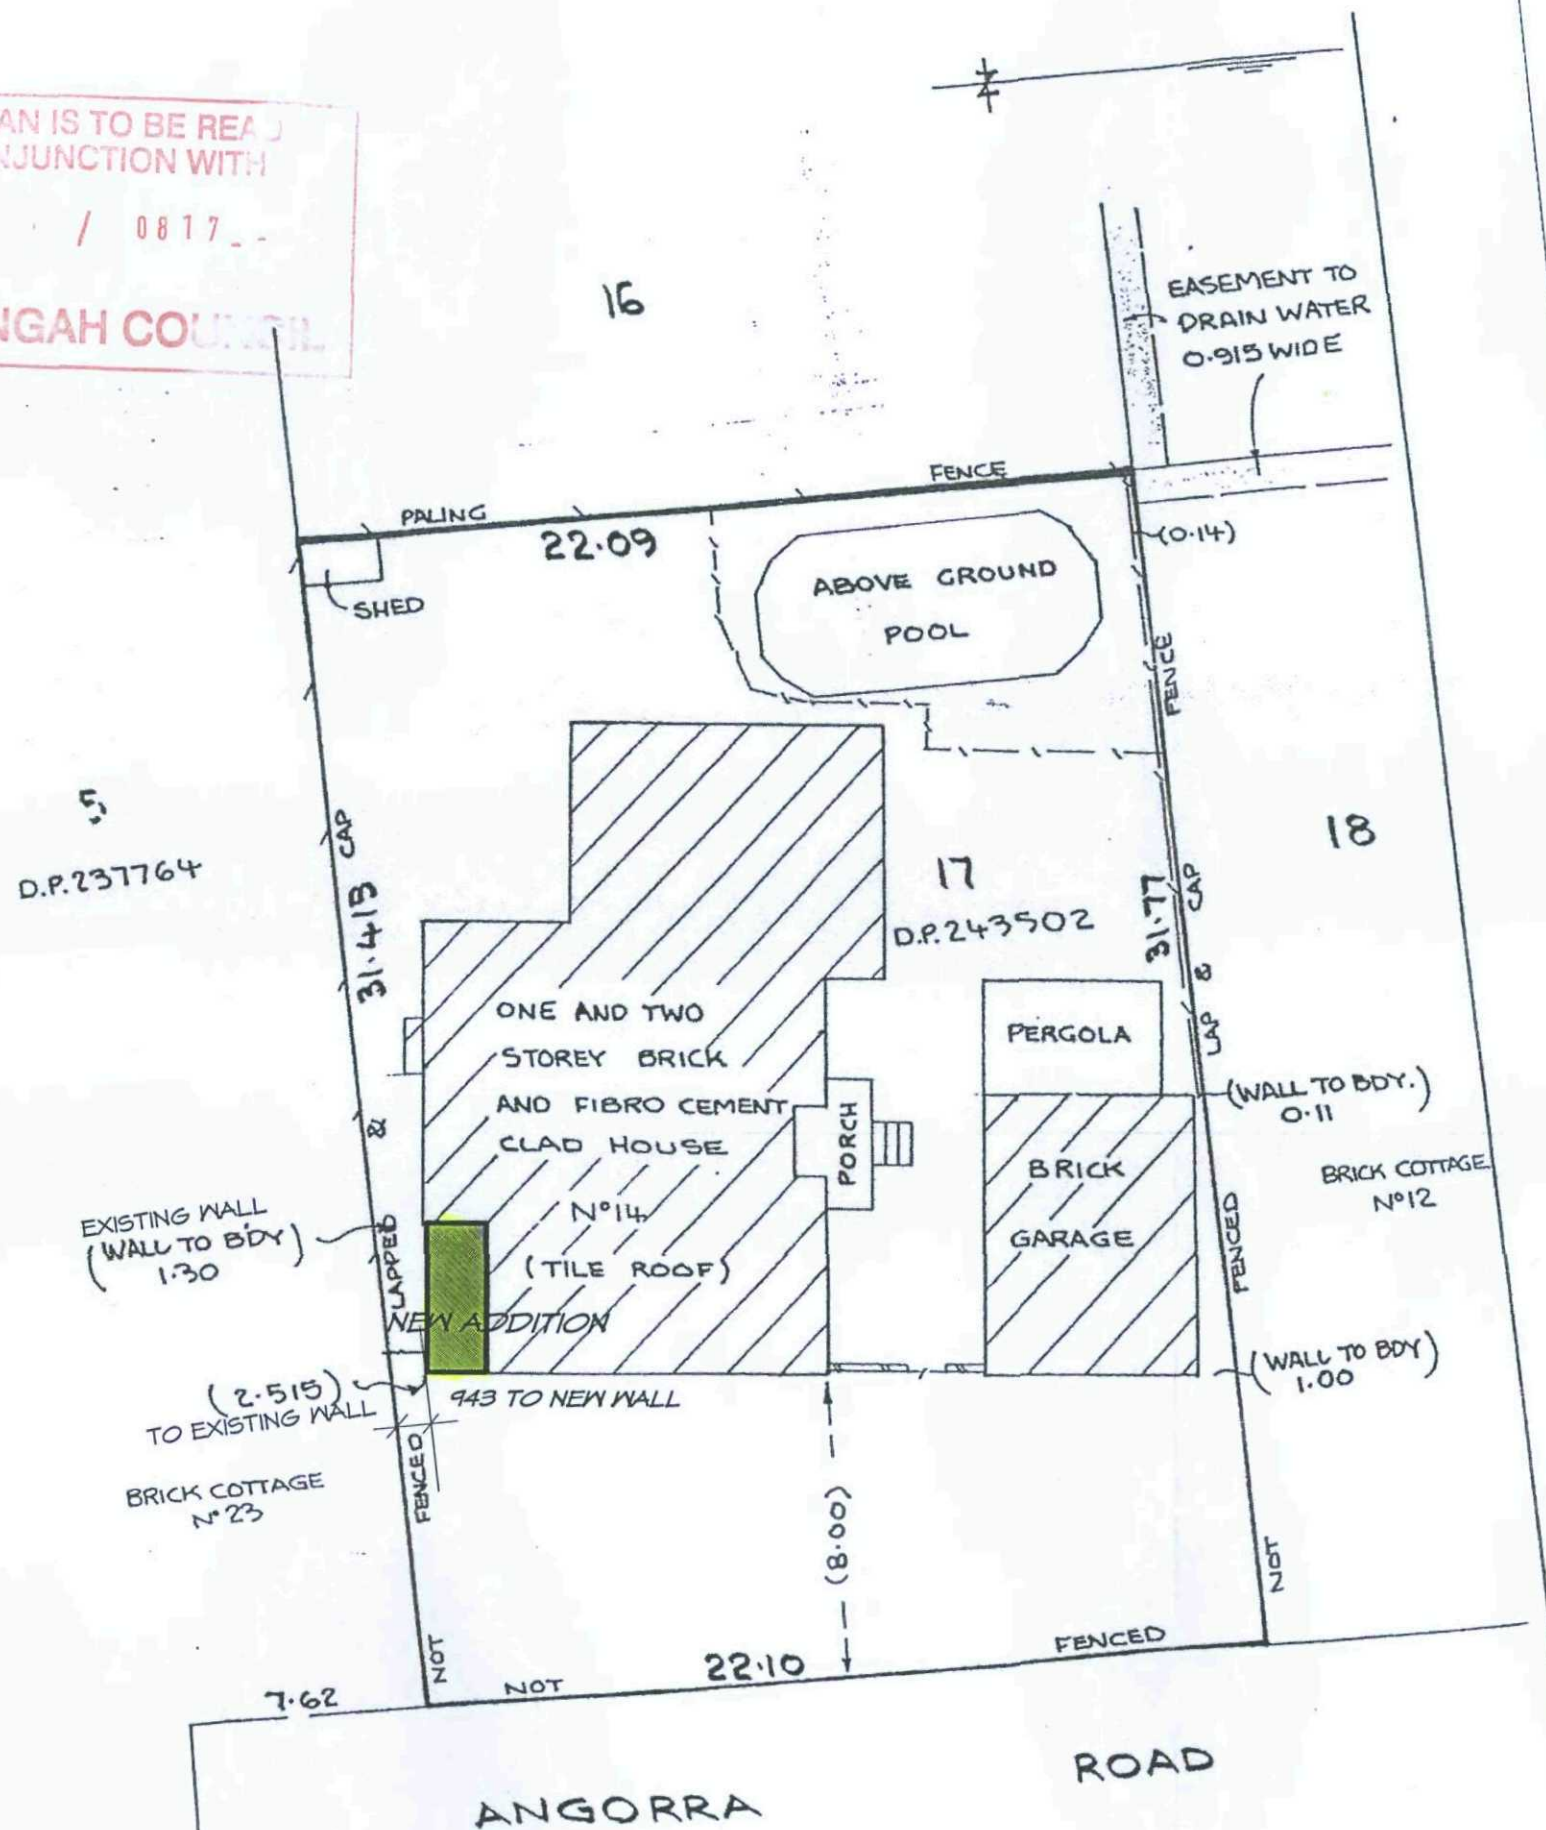 AN IS TO BE READ
NJUNCTION WITH
/ 0817
NGAH COUNCIL
16
EASEMENT TO
DRAIN WATER
0.915 WIDE
PALING
FENCE
22.09
(0.14)
SHED
ABOVE GROUND
POOL
FENCE
5
D.P. 237764
CAP
31.415
&
LAPPED
17
D.P. 243502
31.77
CAP
&
LAP
18
ONE AND TWO
STOREY BRICK
AND FIBRO CEMENT
CLAD HOUSE
Nº14
(TILE ROOF)
PORCH
PERGOLA
BRICK
GARAGE
(WALL TO BDY.)
0.11
BRICK COTTAGE
Nº12
EXISTING WALL
(WALL TO BDY)
1.30
NEW ADDITION
FENCED
(WALL TO BDY)
1.00
(2.515)
TO EXISTING WALL
943 TO NEW WALL
BRICK COTTAGE
Nº23
FENCED
NOT
(8.00)
NOT
22.10
FENCED
NOT
7.62
ANGORRA ROAD